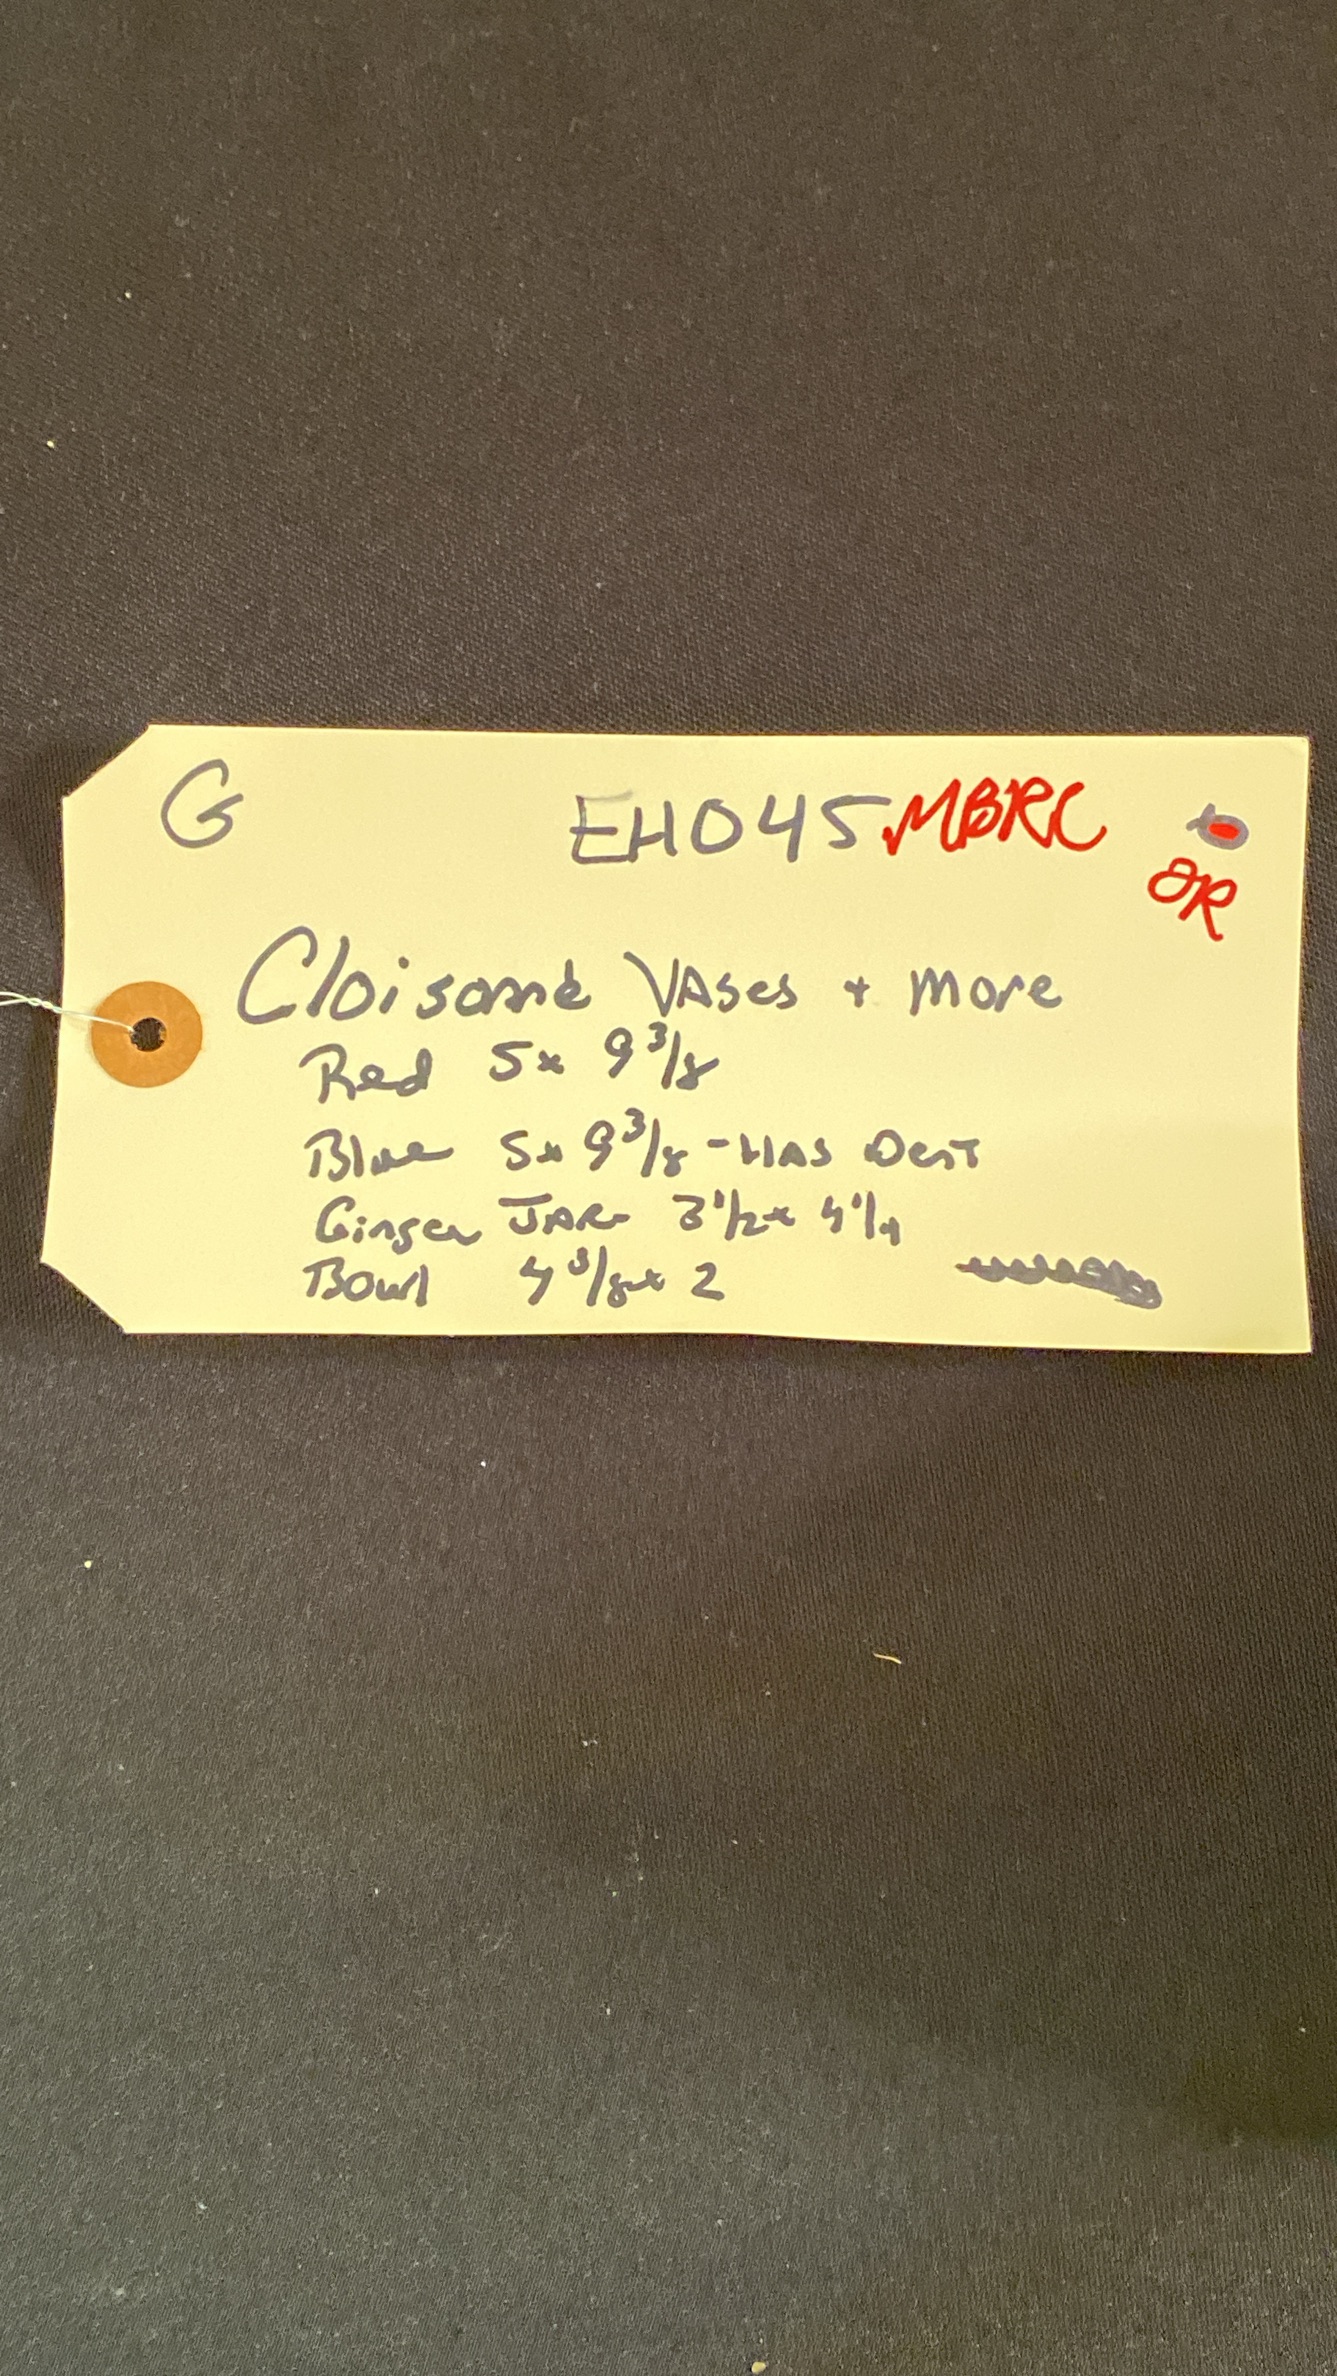 G EH045 MBRC
JR
Cloisonné Vases + More
Red 5x 9 3/8
Blue 5x 9 3/8 - HAS Dent
Ginger JAR 3 1/2 x 4 1/4
Bowl 4 3/8 x 2